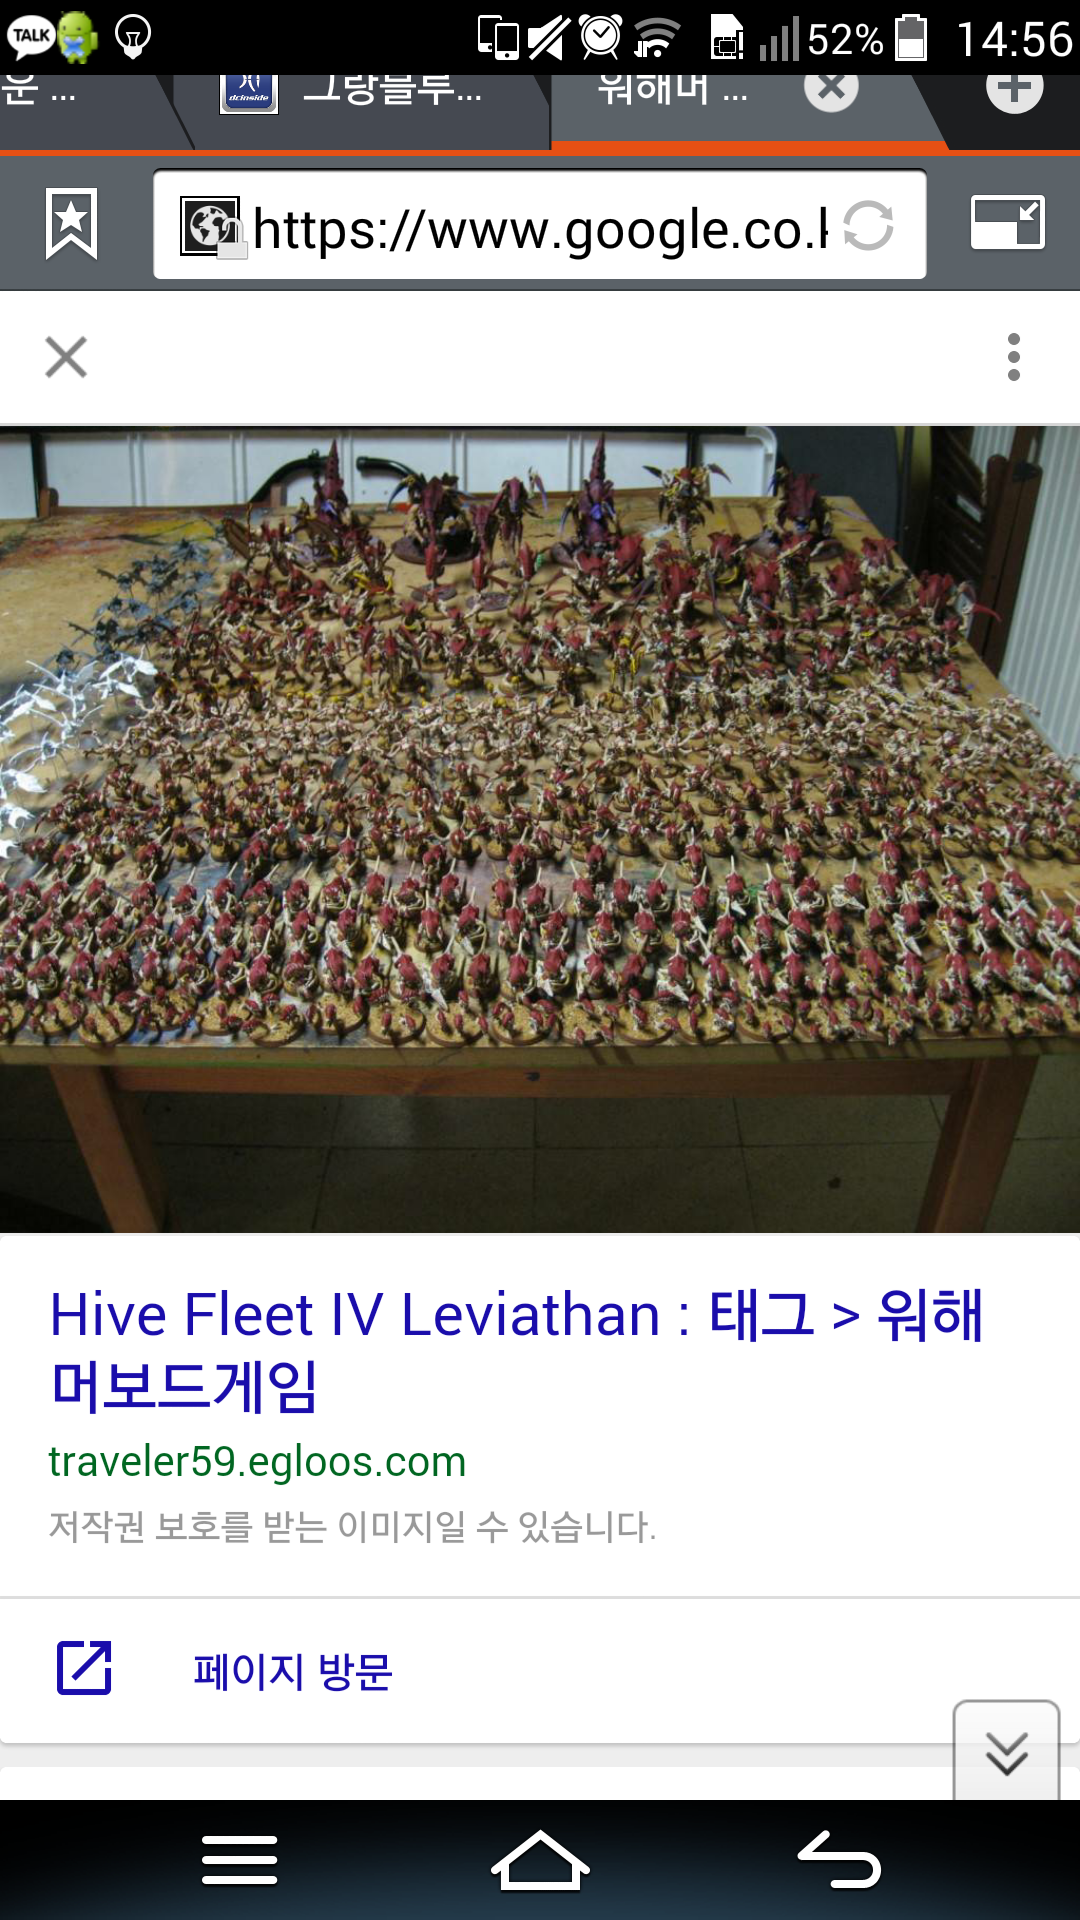 TALK
52%
14:56
운 ...
dcinside
그랑블루...
워해머 ...
https://www.google.co.k
Hive Fleet IV Leviathan : 태그 > 워해
머보드게임
traveler59.egloos.com
저작권 보호를 받는 이미지일 수 있습니다.
페이지 방문